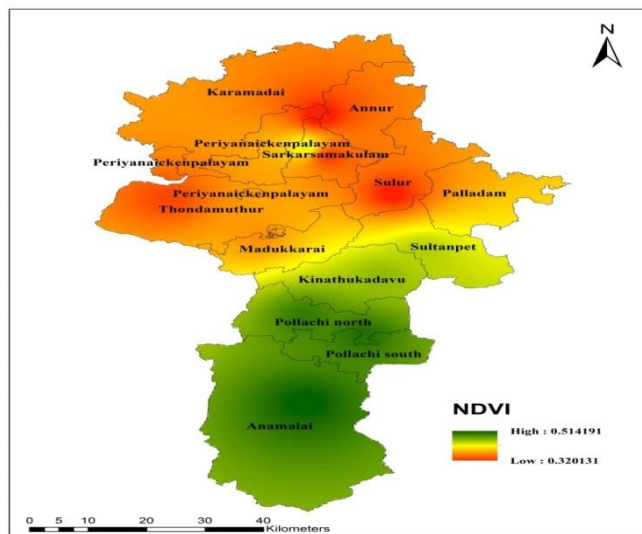 N
Karamadai
Annur
Periyanaickenpalayam
Sarkarsamakulam
Periyanaickenpalayam
Periyanaickenpalayam
Sulur
Palladam
Thondamuthur
Madukkarai
Sultanpet
Kinathukadavu
Pollachi north
Pollachi south
Anamalai
NDVI
High : 0.514191
Low : 0.320131
0 5 10 20 30 40
Kilometers